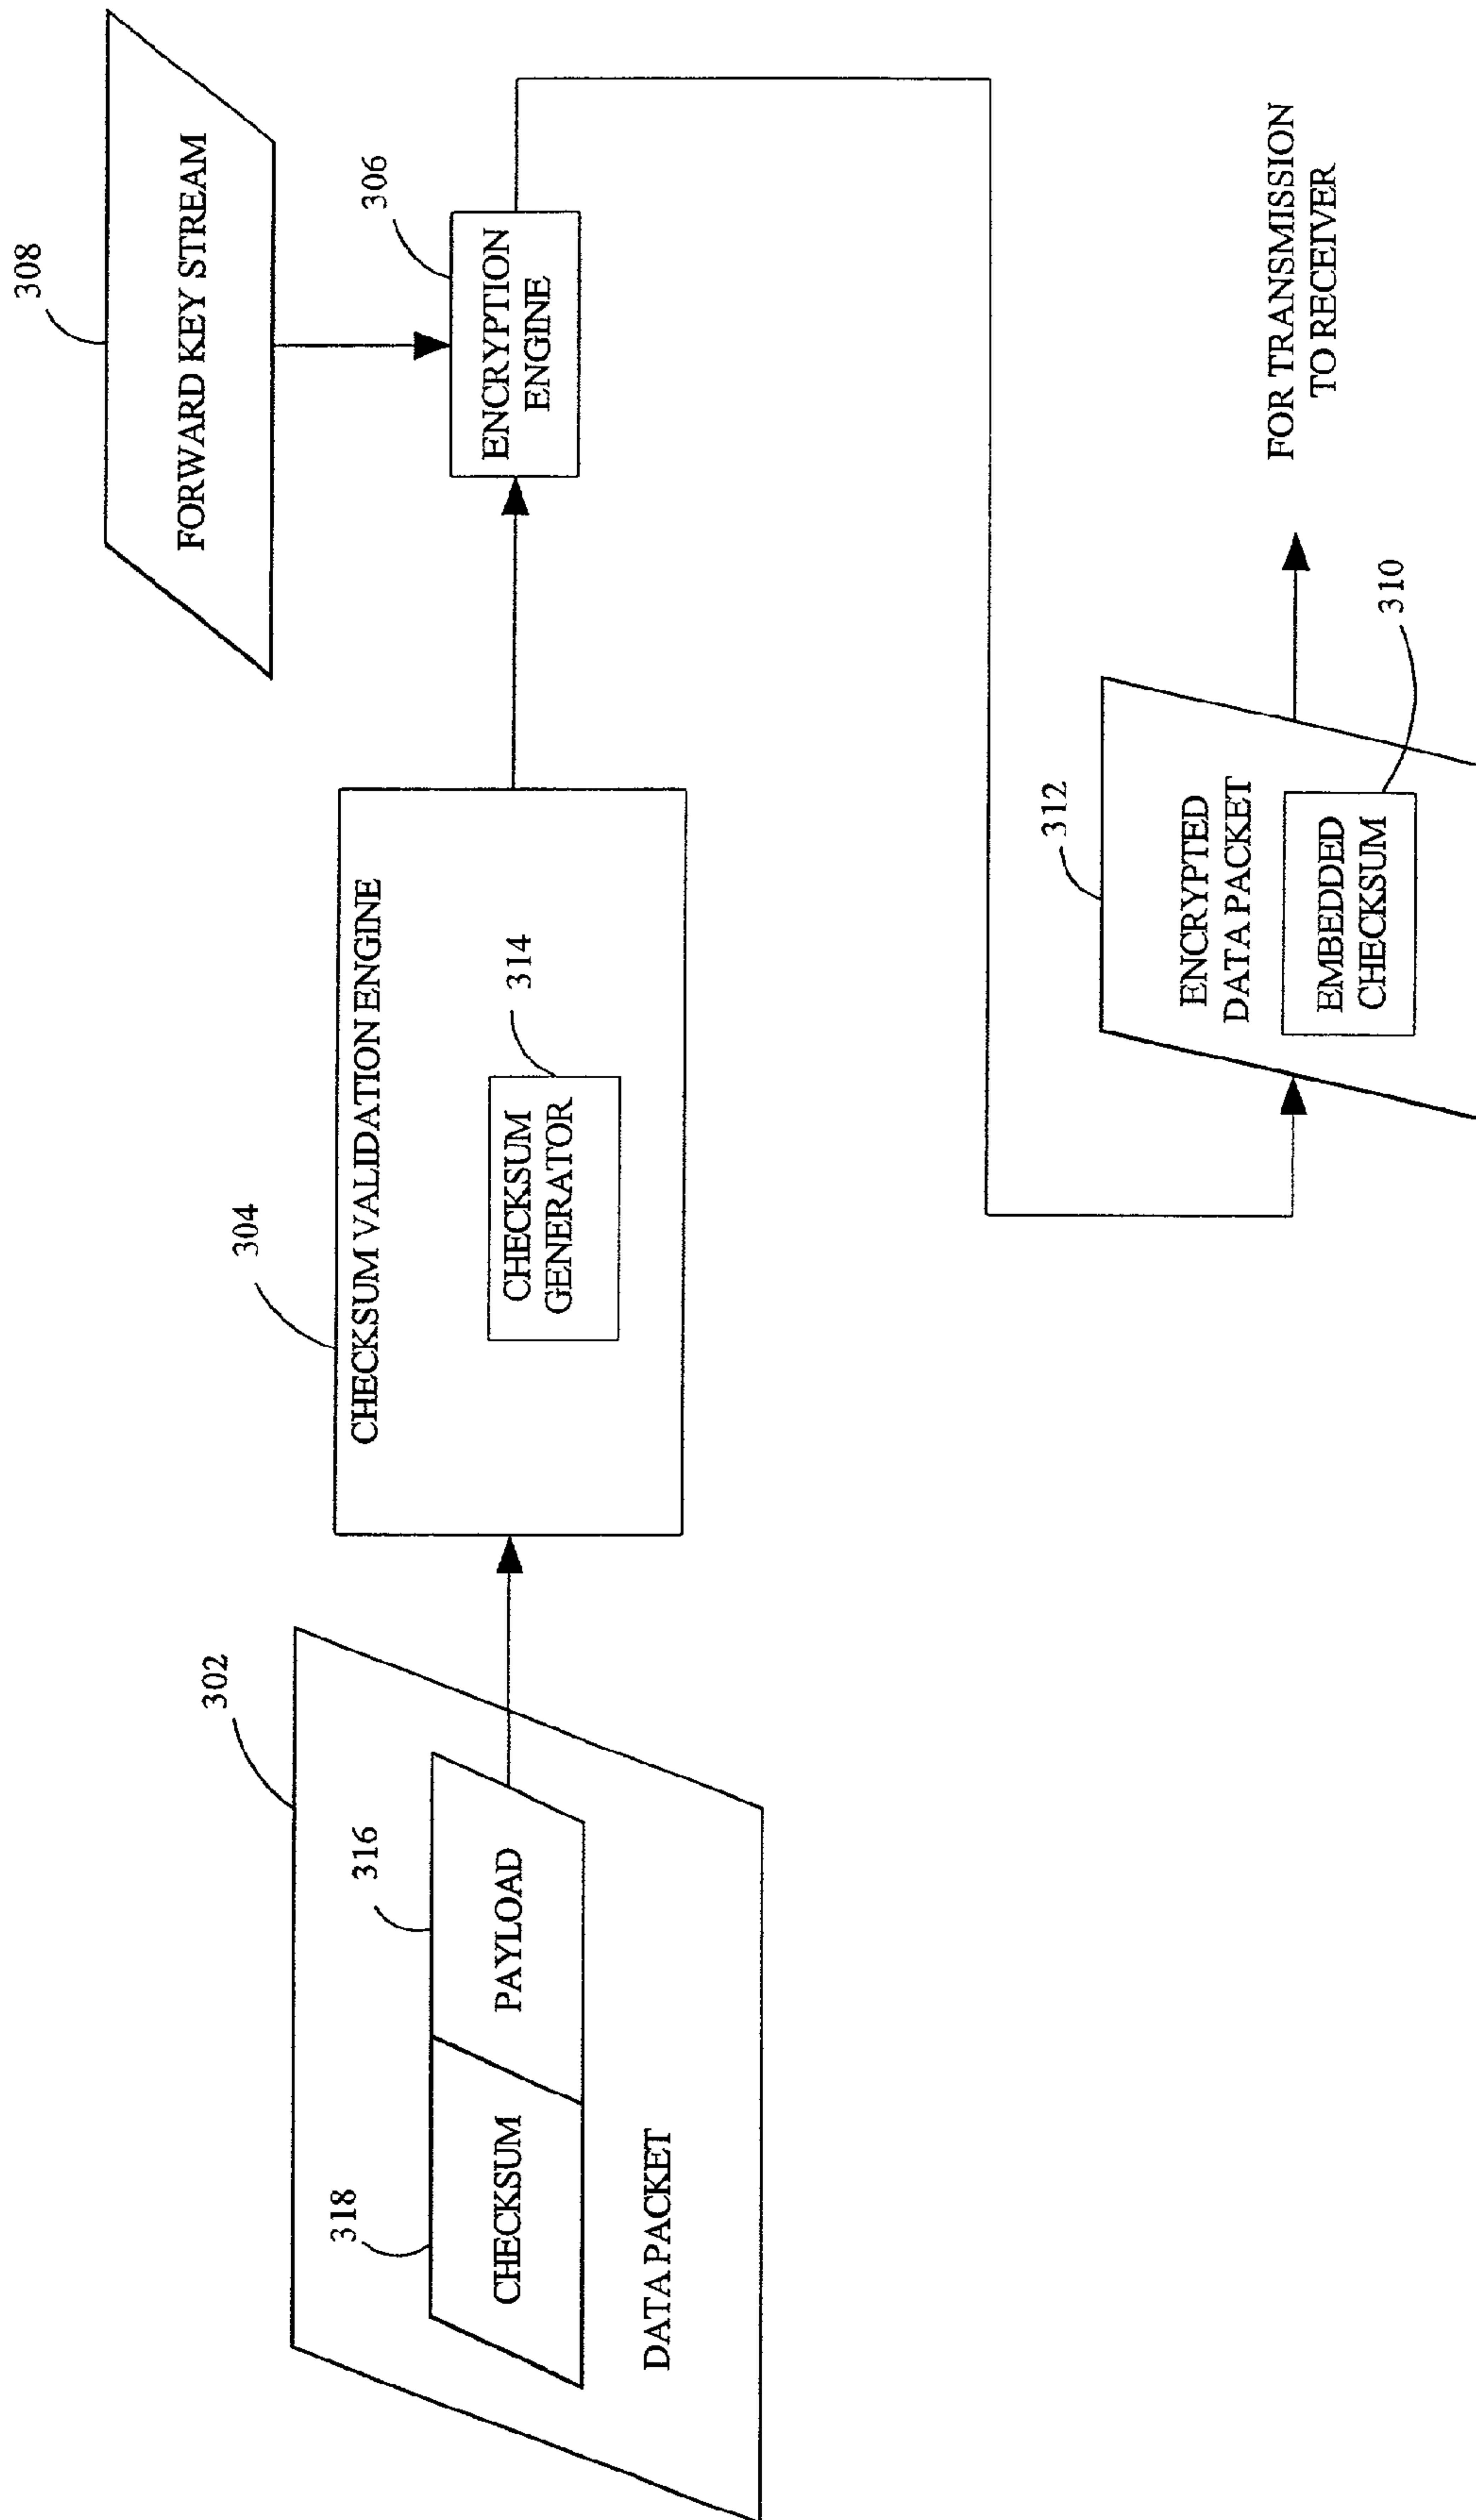 308
FORWARD KEY STREAM
306
ENCRYPTION
ENGINE
304
CHECKSUM VALIDATION ENGINE
314
CHECKSUM
GENERATOR
302
318
CHECKSUM
316
PAYLOAD
DATA PACKET
312
ENCRYPTED
DATA PACKET
EMBEDDED
CHECKSUM
310
FOR TRANSMISSION
TO RECEIVER